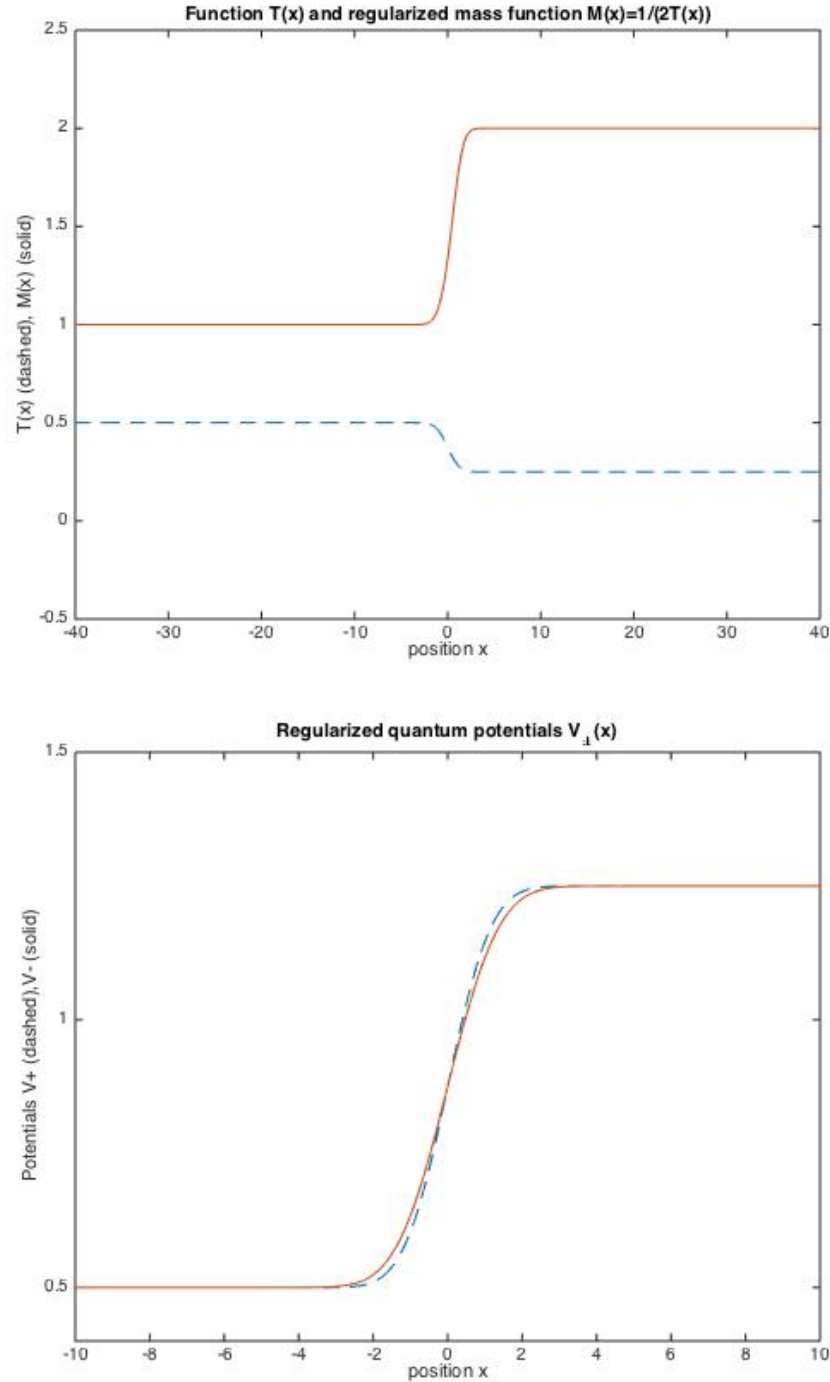 Function T(x) and regularized mass function M(x)=1/(2T(x))
2.5
2
1.5
1
0.5
0
-0.5
T(x) (dashed), M(x) (solid)
-40 -30 -20 -10 0 10 20 30 40
position x
Regularized quantum potentials V±(x)
1.5
1
0.5
Potentials V+ (dashed),V- (solid)
-10 -8 -6 -4 -2 0 2 4 6 8 10
position x